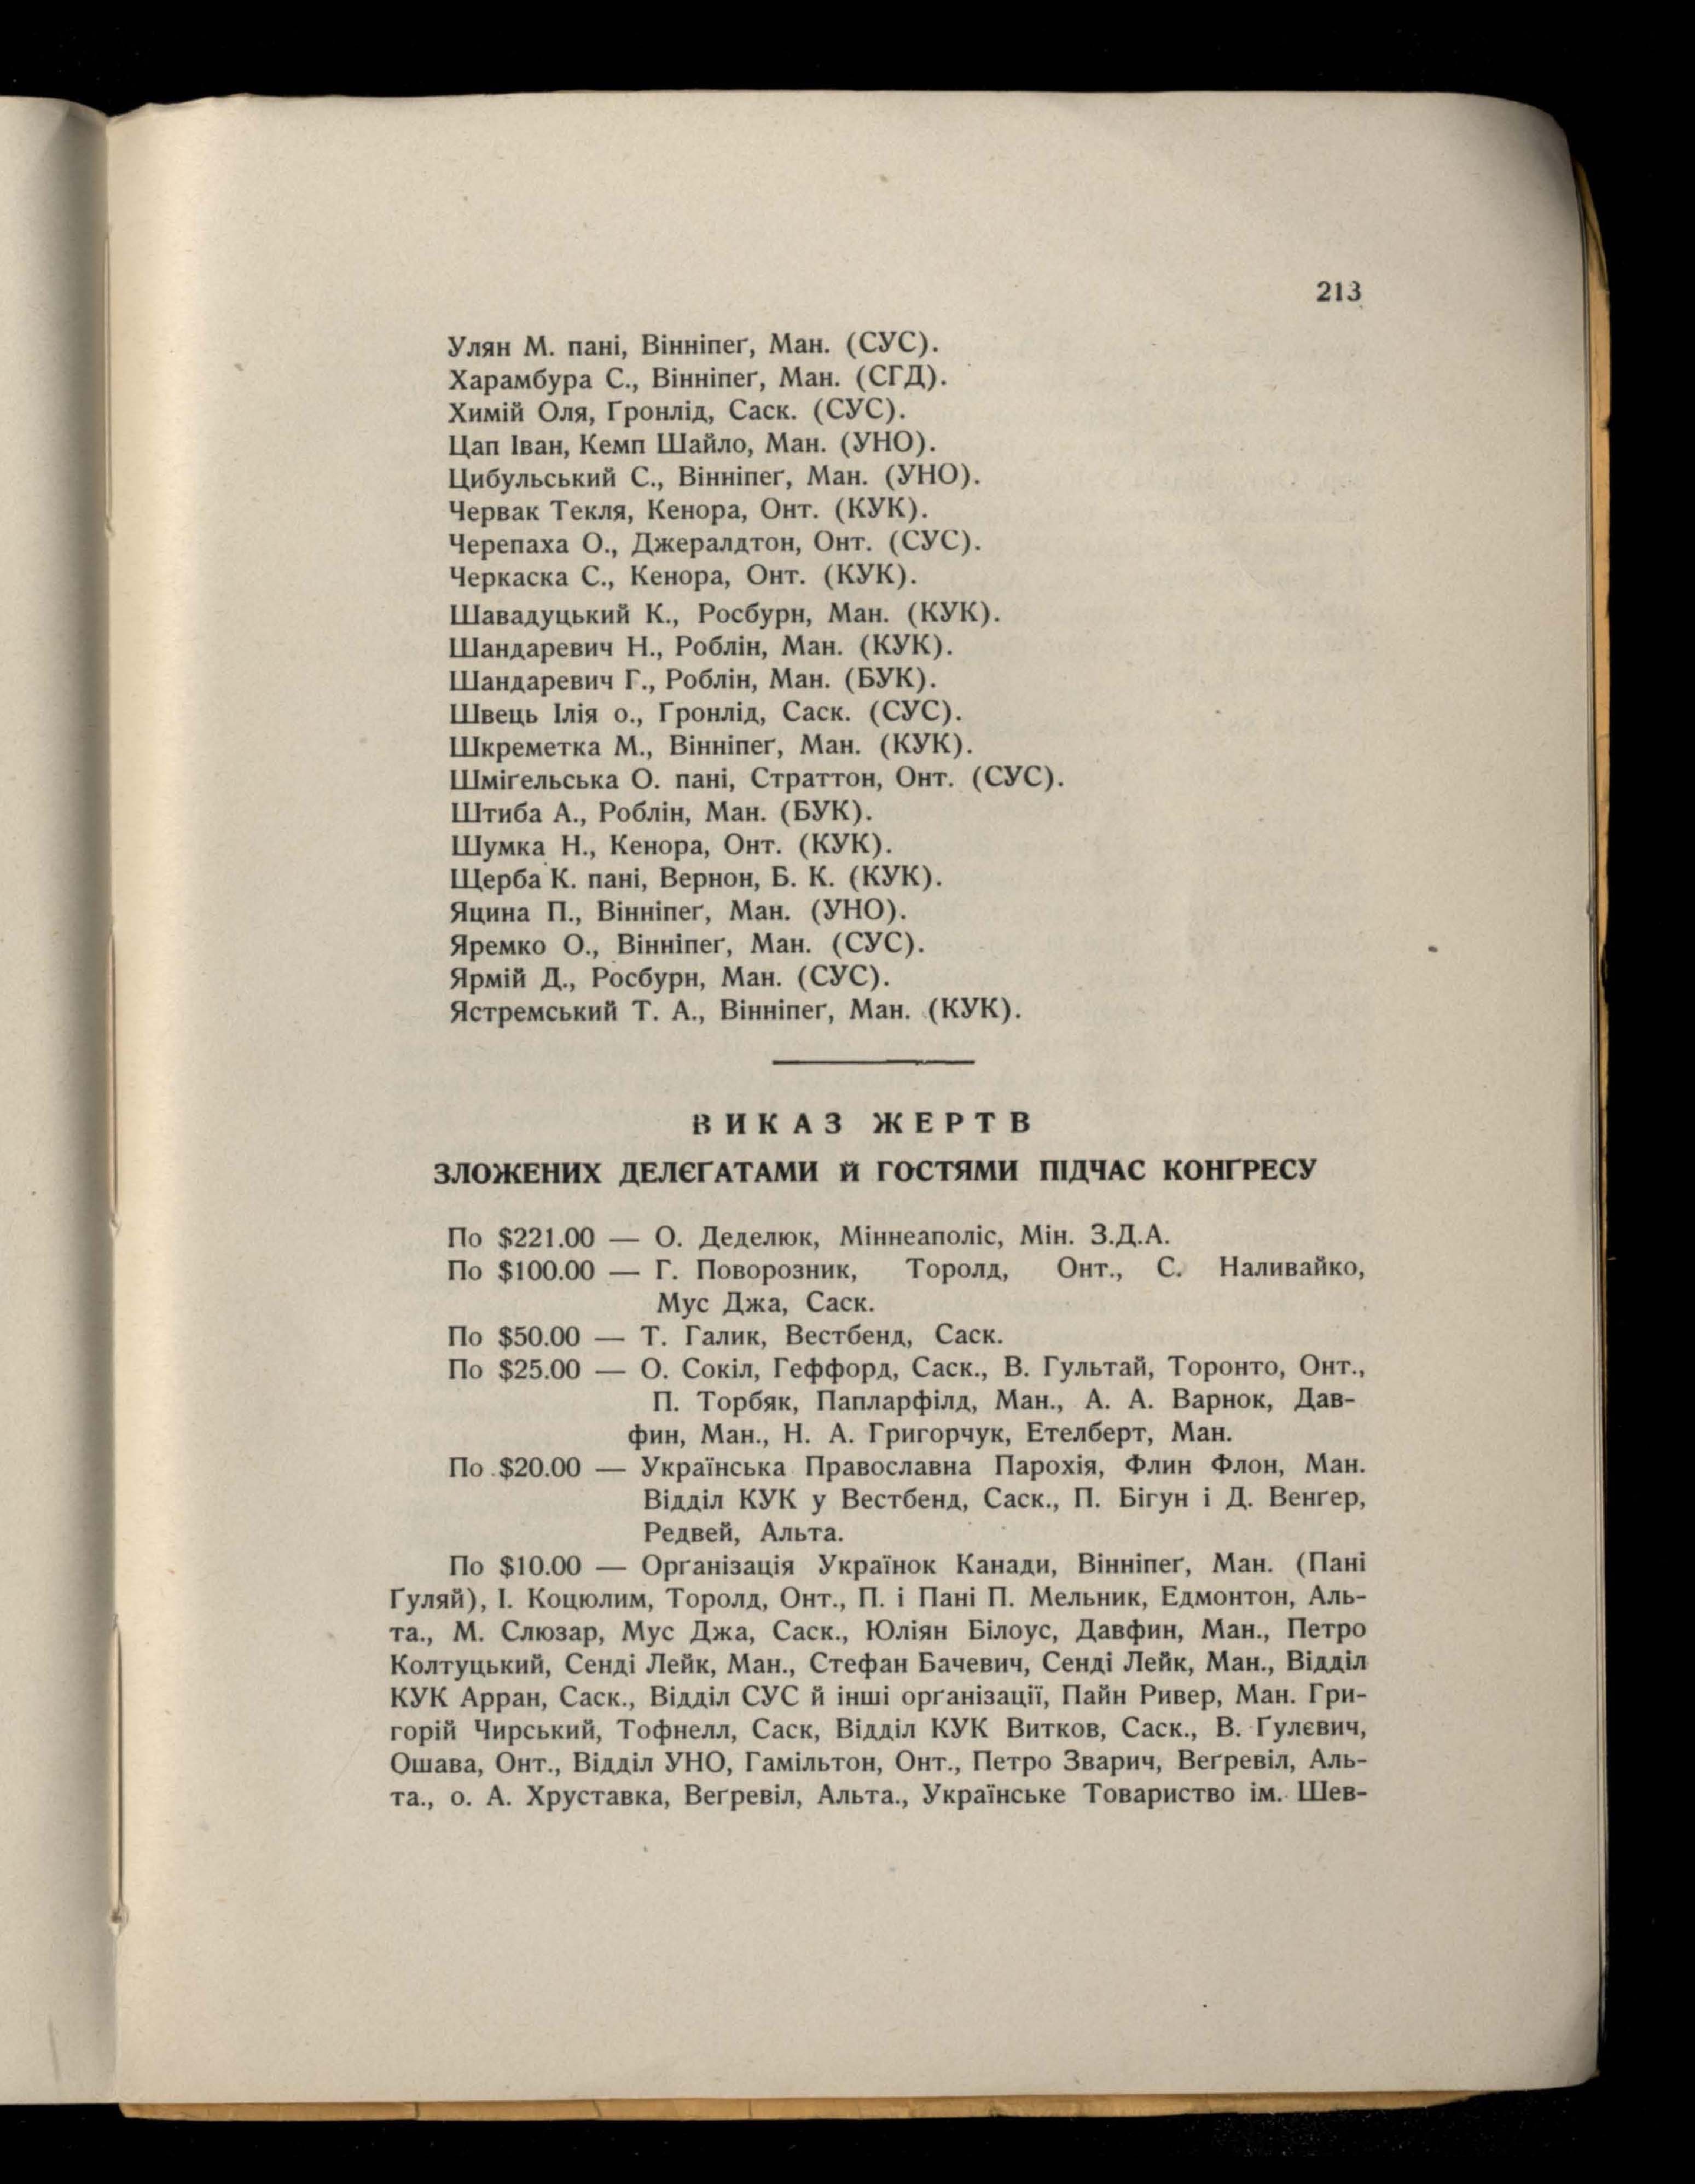 213
Улян М. пані, Вінніпеґ, Ман. (СУС).
Харамбура С., Вінніпеґ, Ман. (СГД).
Химій Оля, Ґронлід, Саск. (СУС).
Цап Іван, Кемп Шайло, Ман. (УНО).
Цибульський С., Вінніпеґ, Ман. (УНО).
Червак Текля, Кенора, Онт. (КУК).
Черепаха О., Джералдтон, Онт. (СУС).
Черкаска С., Кенора, Онт. (КУК).
Шавадуцький К., Росбурн, Ман. (КУК).
Шандаревич Н., Роблін, Ман. (КУК).
Шандаревич Г., Роблін, Ман. (БУК).
Швець Ілія о., Ґронлід, Саск. (СУС).
Шкреметка М., Вінніпеґ, Ман. (КУК).
Шміґельська О. пані, Страттон, Онт. (СУС).
Штиба А., Роблін, Ман. (БУК).
Шумка Н., Кенора, Онт. (КУК).
Щерба К. пані, Вернон, Б. К. (КУК).
Яцина П., Вінніпеґ, Ман. (УНО).
Яремко О., Вінніпеґ, Ман. (СУС).
Ярмій Д., Росбурн, Ман. (СУС).
Ястремський Т. А., Вінніпеґ, Ман. (КУК).
ВИКАЗ ЖЕРТВ
ЗЛОЖЕНИХ ДЕЛЄҐАТАМИ Й ГОСТЯМИ ПІДЧАС КОНҐРЕСУ
По $221.00 — О. Деделюк, Міннеаполіс, Мін. З.Д.А.
По $100.00 — Г. Поворозник, Торолд, Онт., С. Наливайко,
Мус Джа, Саск.
По $50.00 — Т. Галик, Вестбенд, Саск.
По $25.00 — О. Сокіл, Геффорд, Саск., В. Гультай, Торонто, Онт.,
П. Торбяк, Папларфілд, Ман., А. А. Варнок, Дав-
фин, Ман., Н. А. Григорчук, Етелберт, Ман.
По $20.00 — Українська Православна Парохія, Флин Флон, Ман.
Відділ КУК у Вестбенд, Саск., П. Бігун і Д. Венґер,
Редвей, Альта.
По $10.00 — Орґанізація Українок Канади, Вінніпеґ, Ман. (Пані
Ґуляй), І. Коцюлим, Торолд, Онт., П. і Пані П. Мельник, Едмонтон, Аль-
та., М. Слюзар, Мус Джа, Саск., Юліян Білоус, Давфин, Ман., Петро
Колтуцький, Сенді Лейк, Ман., Стефан Бачевич, Сенді Лейк, Ман., Відділ
КУК Арран, Саск., Відділ СУС й інші орґанізації, Пайн Ривер, Ман. Гри-
горій Чирський, Тофнелл, Саск, Відділ КУК Витков, Саск., В. Ґулєвич,
Ошава, Онт., Відділ УНО, Гамільтон, Онт., Петро Зварич, Веґревіл, Аль-
та., о. А. Хруставка, Веґревіл, Альта., Українське Товариство ім. Шев-